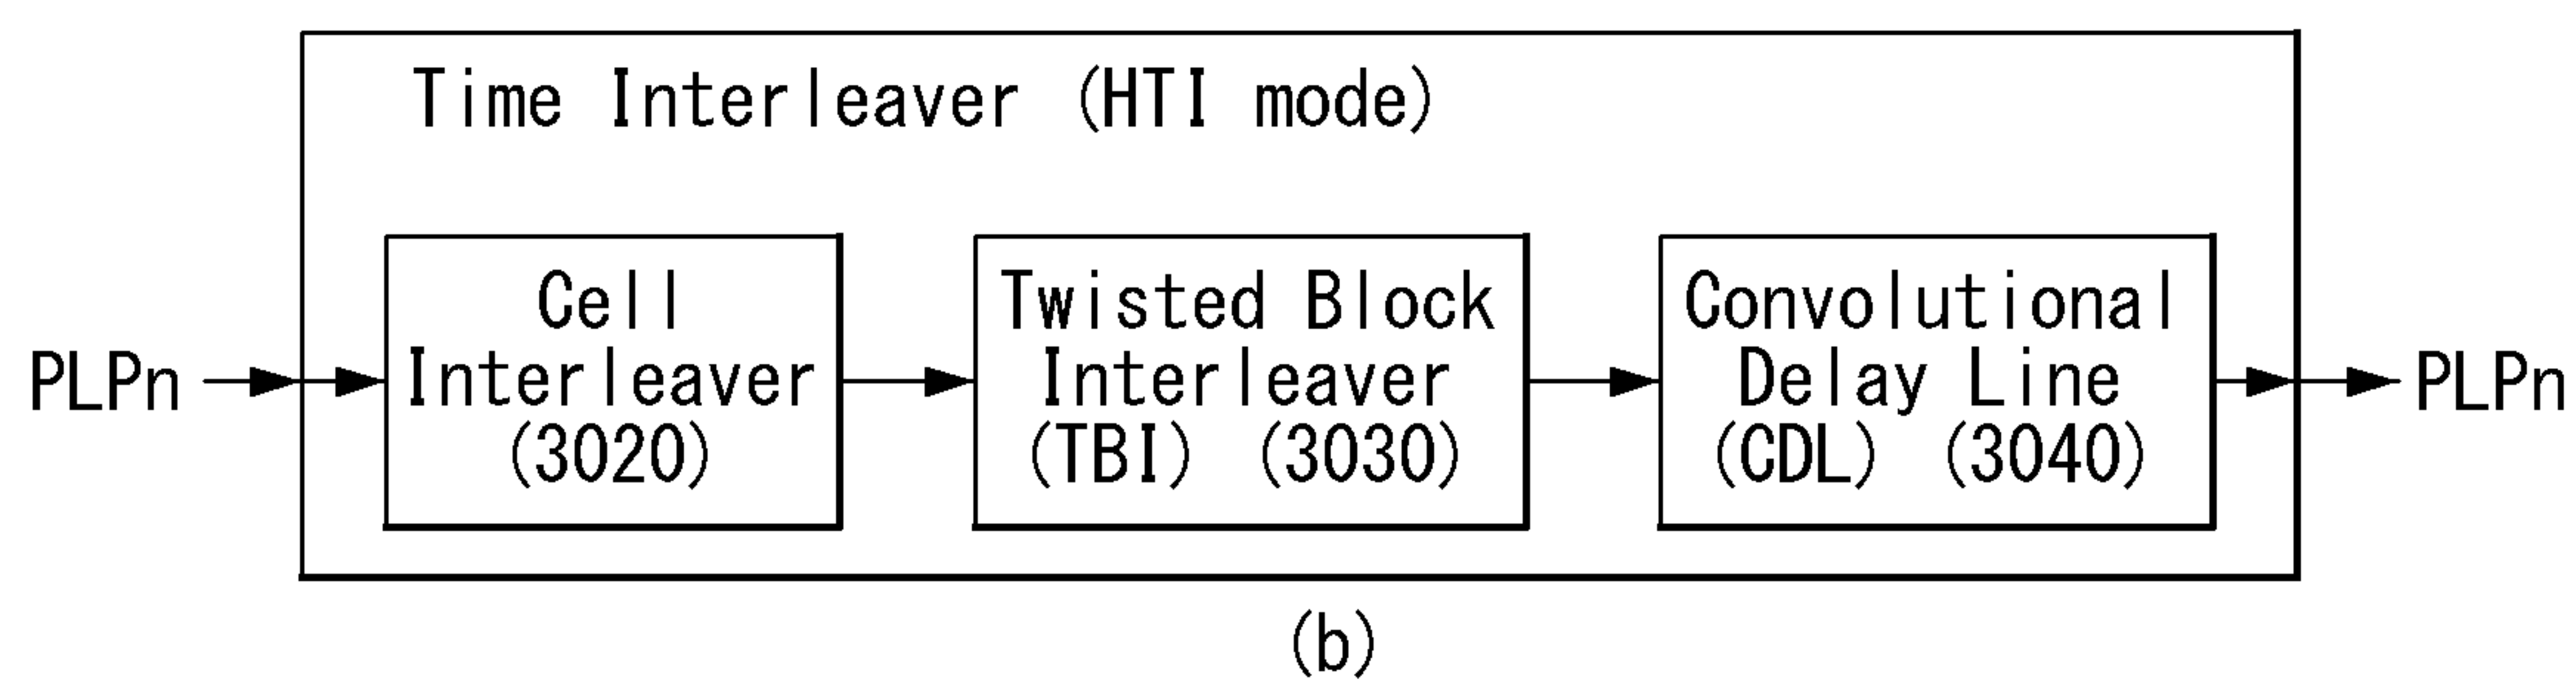 Time Interleaver (HTI mode)
PLPn
Cell
Interleaver
(3020)
Twisted Block
Interleaver
(TBI) (3030)
Convolutional
Delay Line
(CDL) (3040)
PLPn
(b)